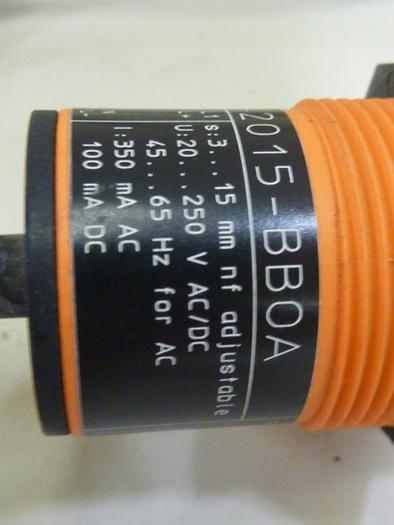 2015-BBOA
s:3...15 mm nf adjustable
U:20...250 V AC/DC
45...65 Hz for AC
I:350 mA AC
100 mA DC